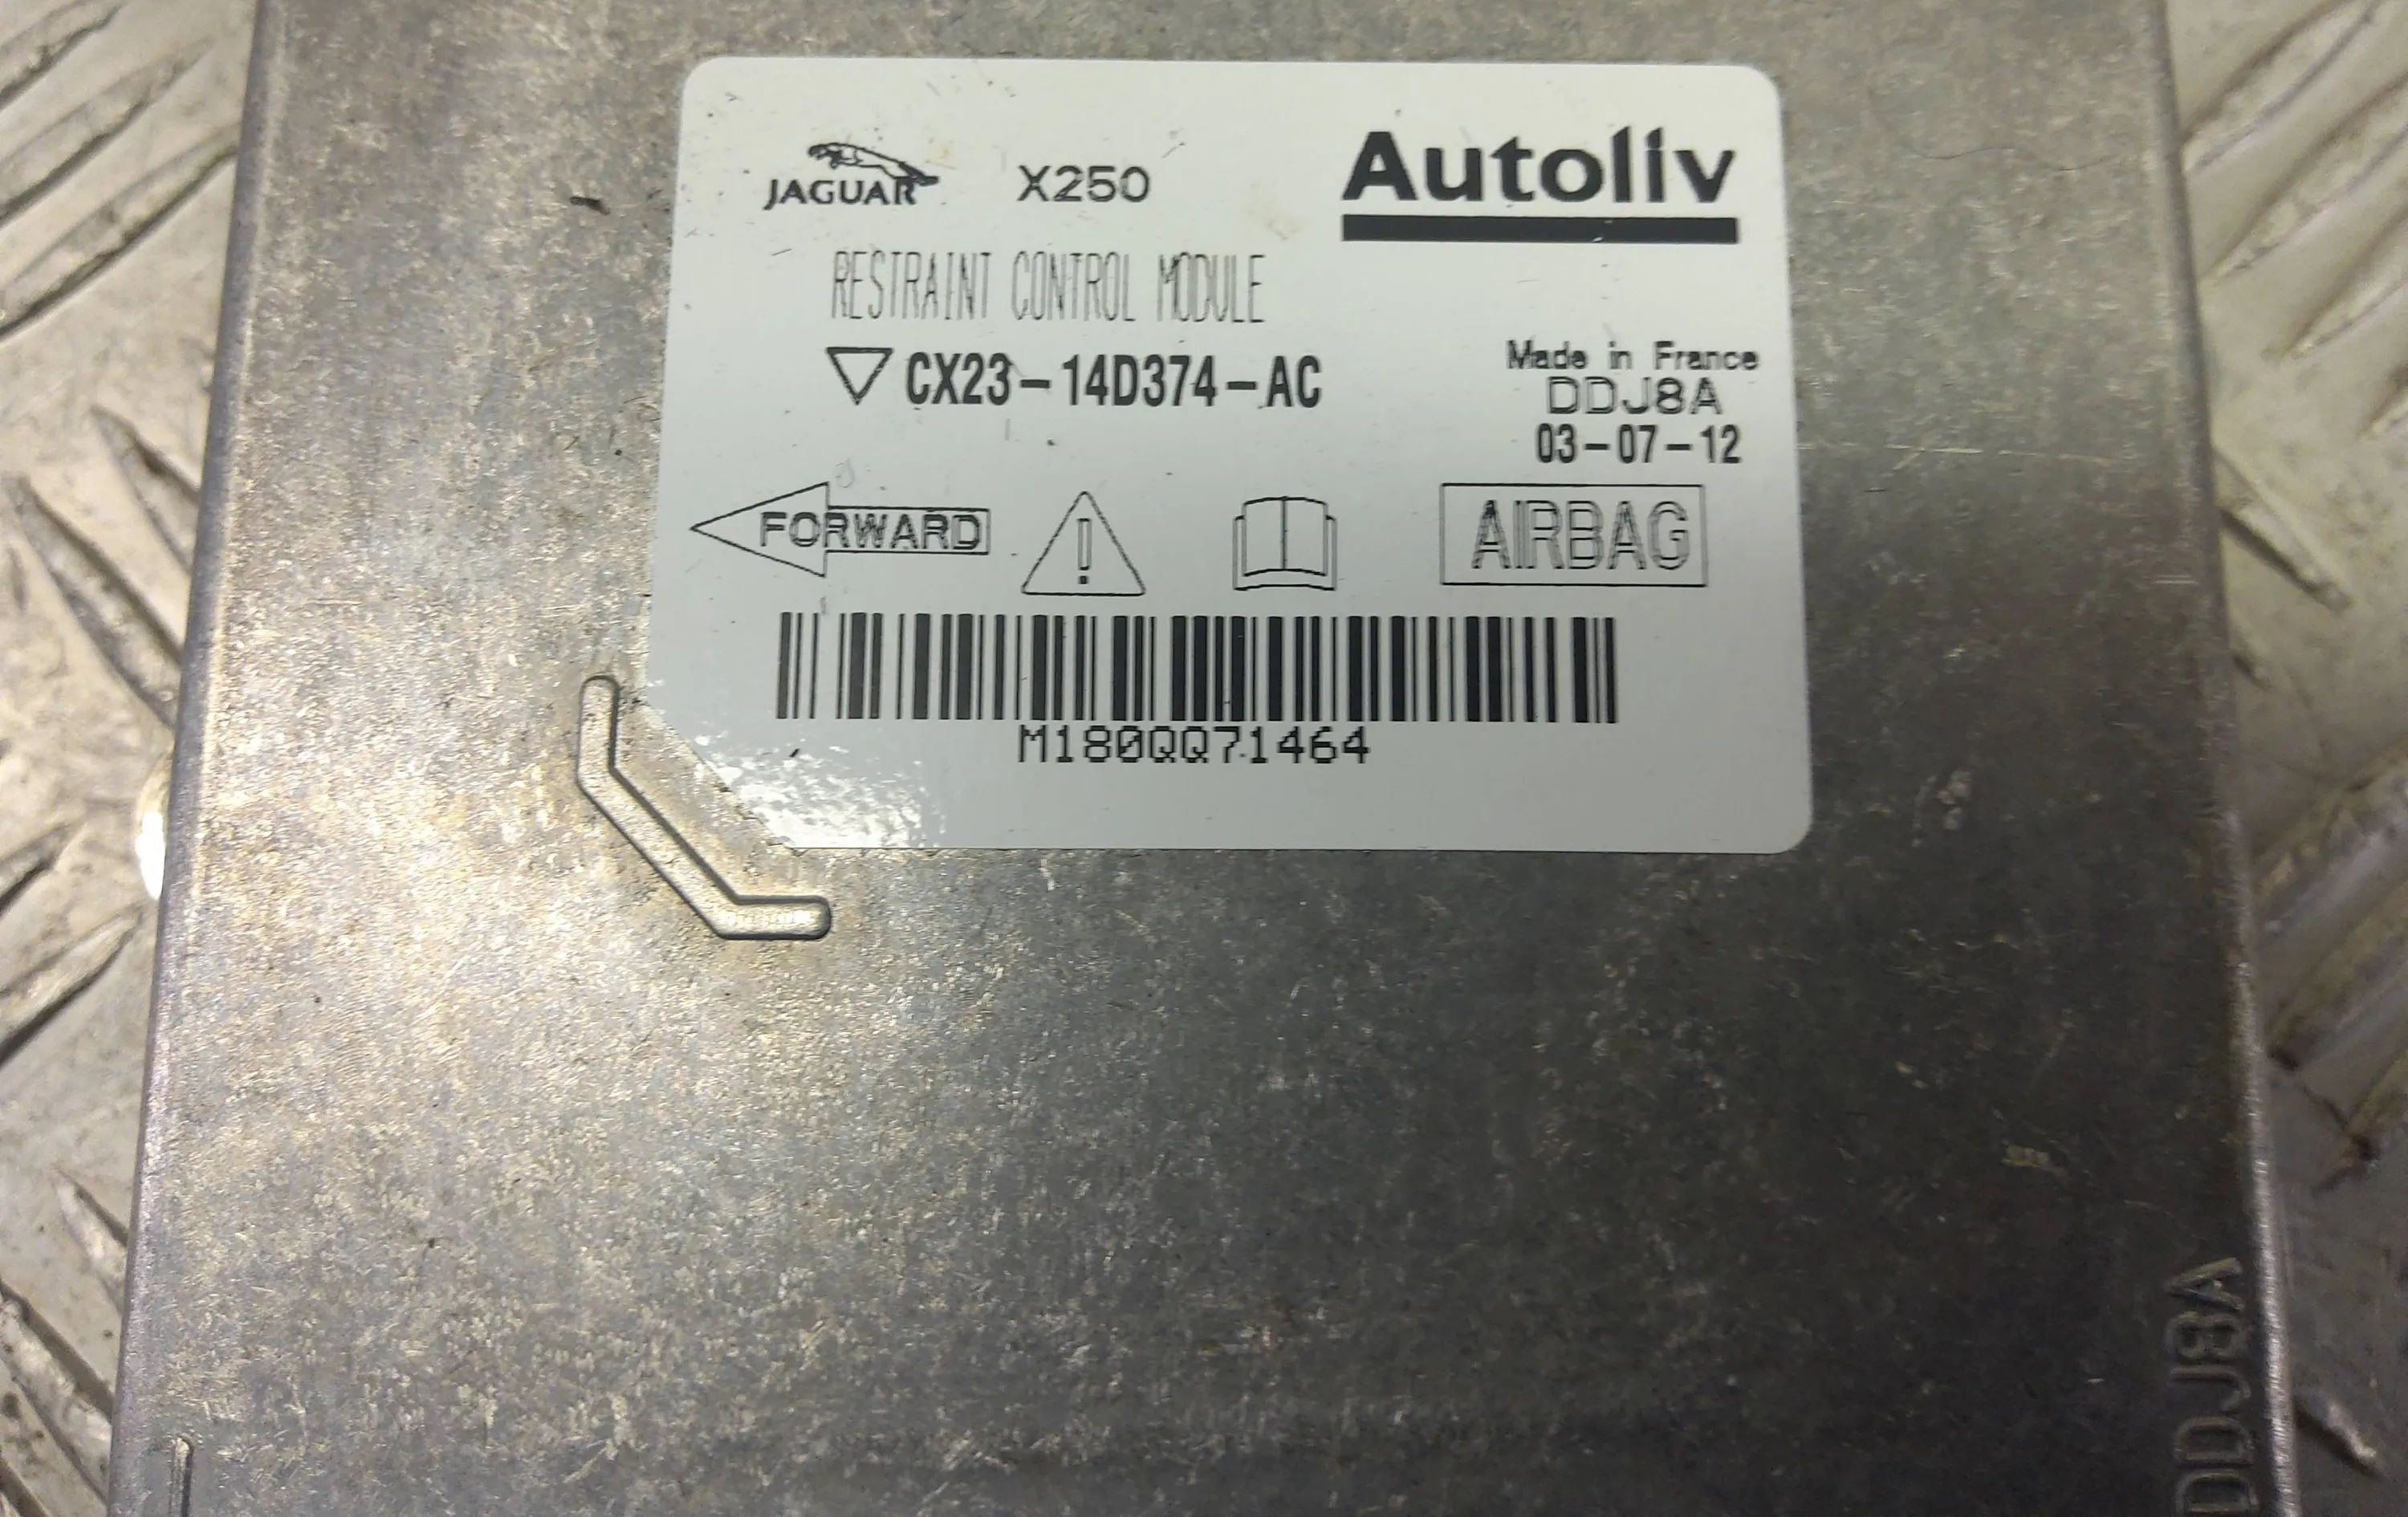 JAGUAR X250 Autoliv
RESTRAINT CONTROL MODULE
CX23-14D374-AC
Made in France
DDJ8A
03-07-12
FORWARD ! AIRBAG
M180QQ71464
DDJ8A